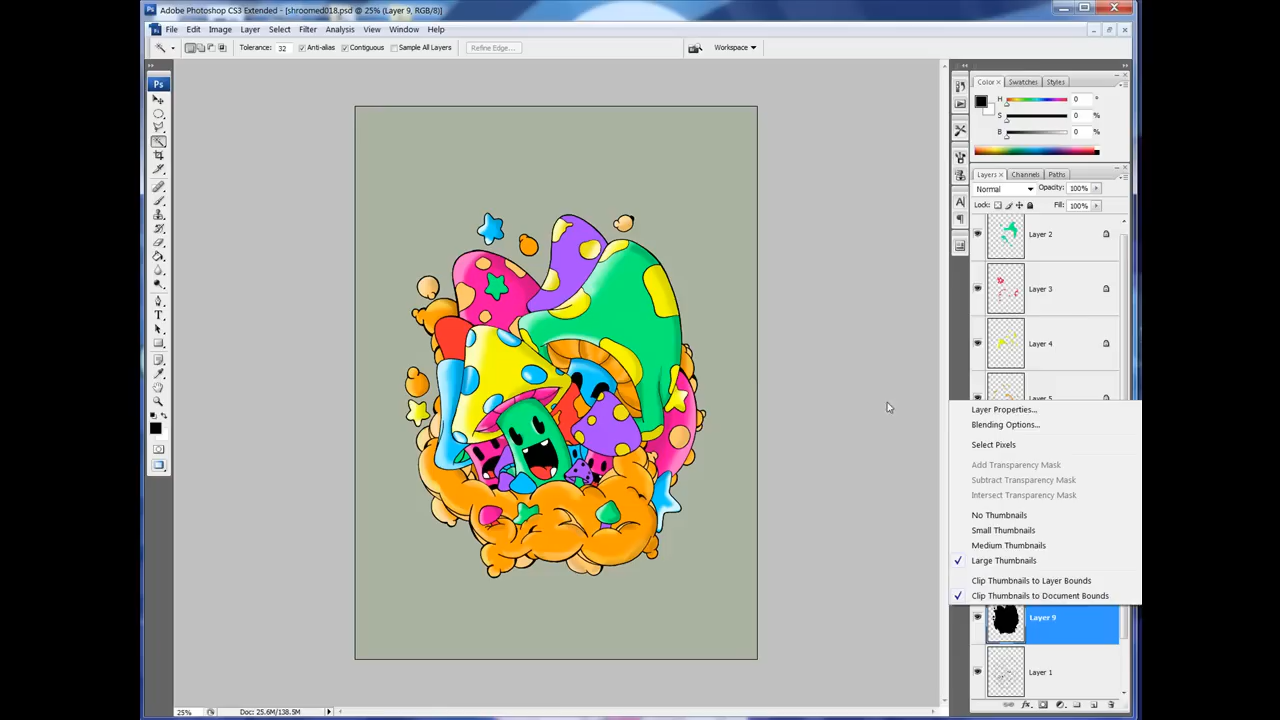 Adobe Photoshop CS3 Extended - [shroomed018.psd @ 25% (Layer 9, RGB/8)]
File Edit Image Layer Select Filter Analysis View Window Help
Tolerance: 32 Anti-alias Contiguous Sample All Layers Refine Edge... Workspace
Ps
Color Swatches Styles
H 0 °
S 0 %
B 0 %
Layers Channels Paths
Normal Opacity: 100%
Lock: Fill: 100%
Layer 2
Layer 3
Layer 4
Layer 5
Layer Properties...
Blending Options...
Select Pixels
Add Transparency Mask
Subtract Transparency Mask
Intersect Transparency Mask
No Thumbnails
Small Thumbnails
Medium Thumbnails
Large Thumbnails
Clip Thumbnails to Layer Bounds
Clip Thumbnails to Document Bounds
Layer 9
Layer 1
25% Doc: 25.6M/138.5M